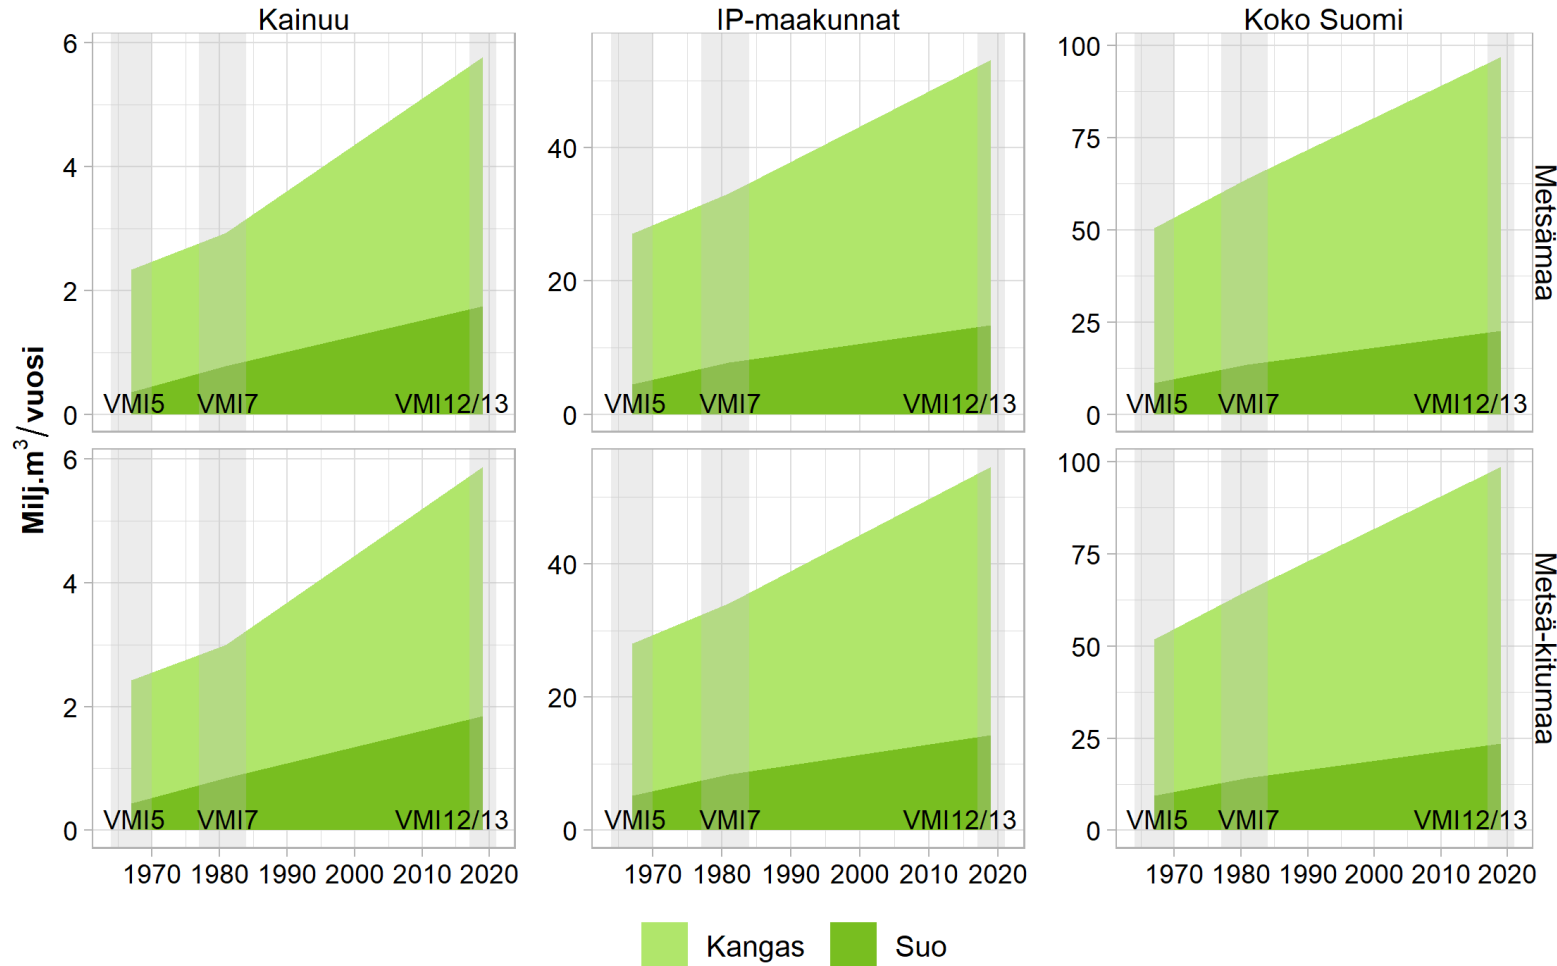 Kainuu IP-maakunnat Koko Suomi
6
4
2
0
VMI5 VMI7 VMI12/13
40
20
0
VMI5 VMI7 VMI12/13
100
75
50
25
0
VMI5 VMI7 VMI12/13
Metsämaa
Milj.m³/vuosi
6
4
2
0
VMI5 VMI7 VMI12/13
1970 1980 1990 2000 2010 2020
40
20
0
VMI5 VMI7 VMI12/13
1970 1980 1990 2000 2010 2020
100
75
50
25
0
VMI5 VMI7 VMI12/13
1970 1980 1990 2000 2010 2020
Metsä-kitumaa
Kangas Suo